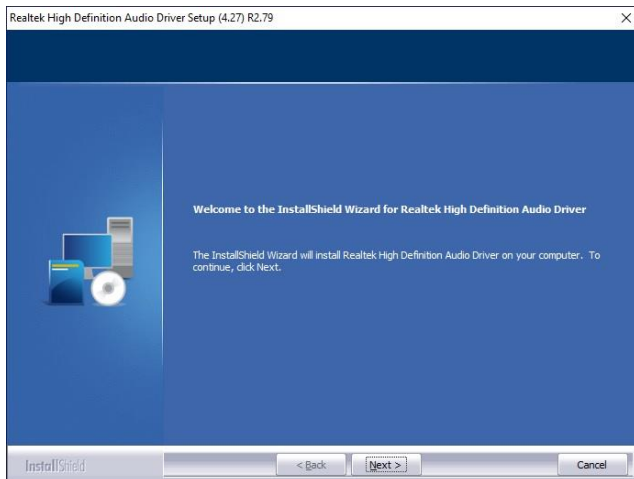 Realtek High Definition Audio Driver Setup (4.27) R2.79
Welcome to the InstallShield Wizard for Realtek High Definition Audio Driver
The InstallShield Wizard will install Realtek High Definition Audio Driver on your computer. To
continue, click Next.
InstallShield
< Back
Next >
Cancel